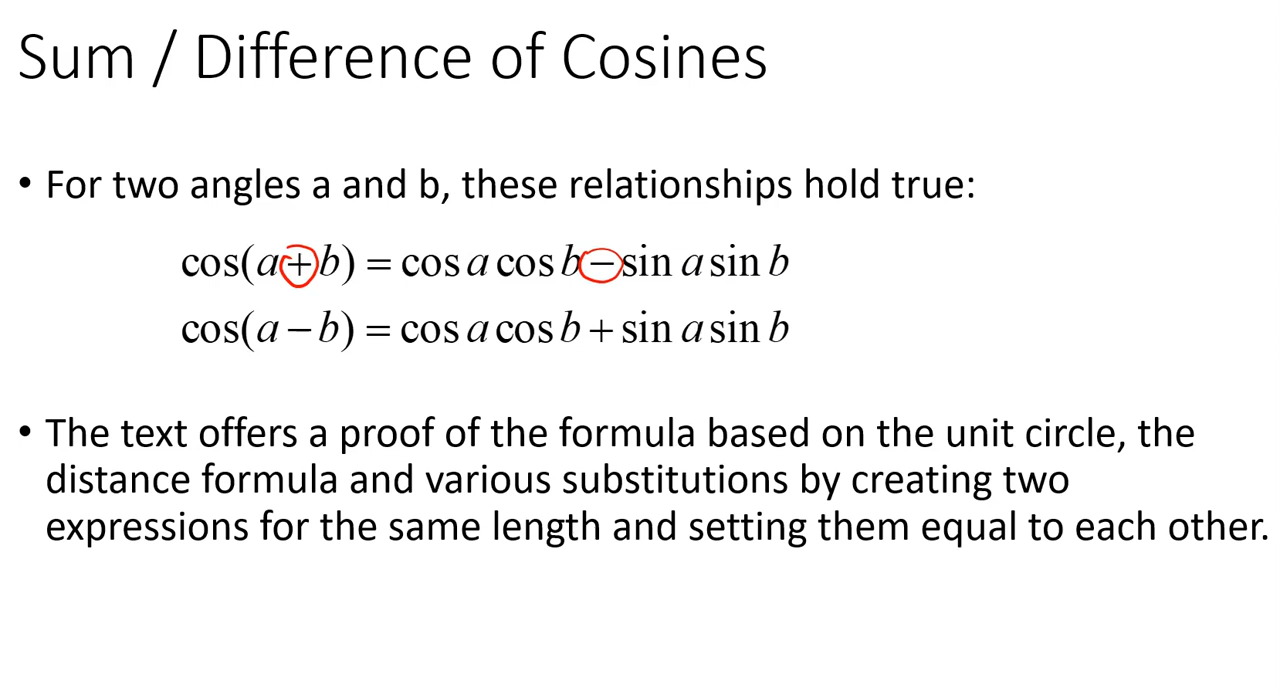 Sum / Difference of Cosines
• For two angles a and b, these relationships hold true:
cos(a + b) = cos a cos b − sin a sin b
cos(a − b) = cos a cos b + sin a sin b
• The text offers a proof of the formula based on the unit circle, the
distance formula and various substitutions by creating two
expressions for the same length and setting them equal to each other.